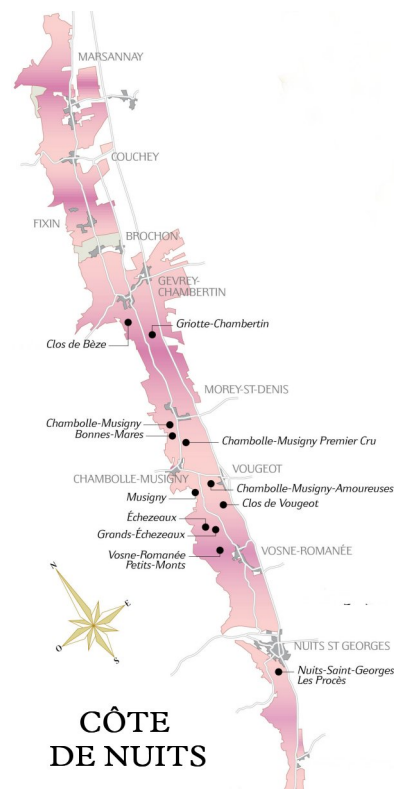 MARSANNAY
COUCHEY
FIXIN
BROCHON
GEVREY-
CHAMBERTIN
Griotte-Chambertin
Clos de Bèze
MOREY-ST-DENIS
Chambolle-Musigny
Bonnes-Mares
Chambolle-Musigny Premier Cru
CHAMBOLLE-MUSIGNY
VOUGEOT
Chambolle-Musigny-Amoureuses
Musigny
Clos de Vougeot
Échezeaux
Grands-Échezeaux
Vosne-Romanée
Petits-Monts
VOSNE-ROMANÉE
N
E
O
S
NUITS ST GEORGES
Nuits-Saint-Georges
Les Procès
CÔTE
DE NUITS